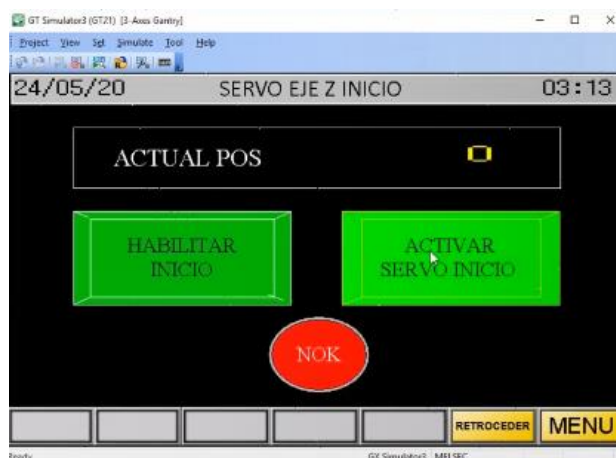 GT Simulator3 (GT21) [3-Axes Gantry]
Project View Set Simulate Tool Help
24/05/20 SERVO EJE Z INICIO 03:13
ACTUAL POS 0
HABILITAR
INICIO
ACTIVAR
SERVO INICIO
NOK
RETROCEDER MENU
Ready GX Simulator3 MELSEC